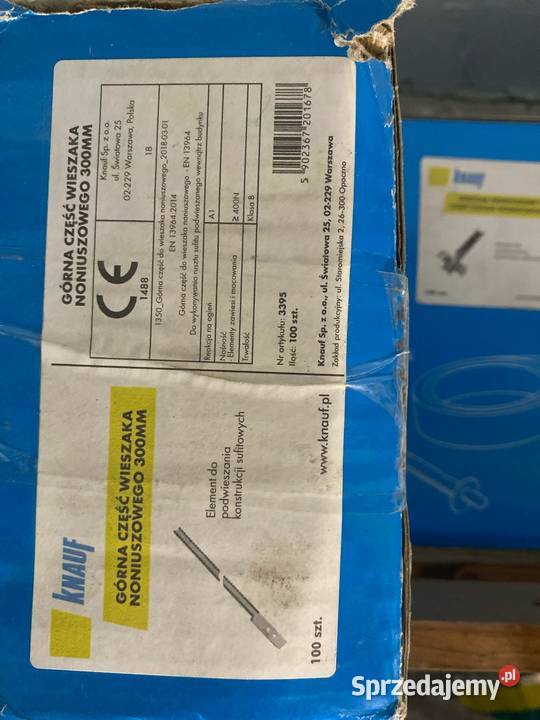 KNAUF
GÓRNA CZĘŚĆ WIESZAKA
NONIUSZOWEGO 300MM
Element do
podwieszania
konstrukcji sufitowych
100 szt.
www.knauf.pl
GÓRNA CZĘŚĆ WIESZAKA
NONIUSZOWEGO 300MM
Knauf Sp. z o.o.
ul. Światowa 25
02-229 Warszawa, Polska
CE
1488
18
1350_Górna część do wieszaka noniuszowego_2018-03-01
EN 13964:2014
Górna część do wieszaka noniuszowego - EN 13964
Do wykonywania rusztu sufitu podwieszanego wewnątrz budynku
Reakcja na ogień A1
Nośność
- Elementy zawiesi i mocowania ≥ 400N
Trwałość Klasa B
5 902367 201678
Nr artykułu: 3395
Ilość: 100 szt.
Knauf Sp. z o.o., ul. Światowa 25, 02-229 Warszawa
Zakład produkcyjny: ul. Staromiejska 2, 26-300 Opoczno
KNAUF
Sprzedajemy.pl